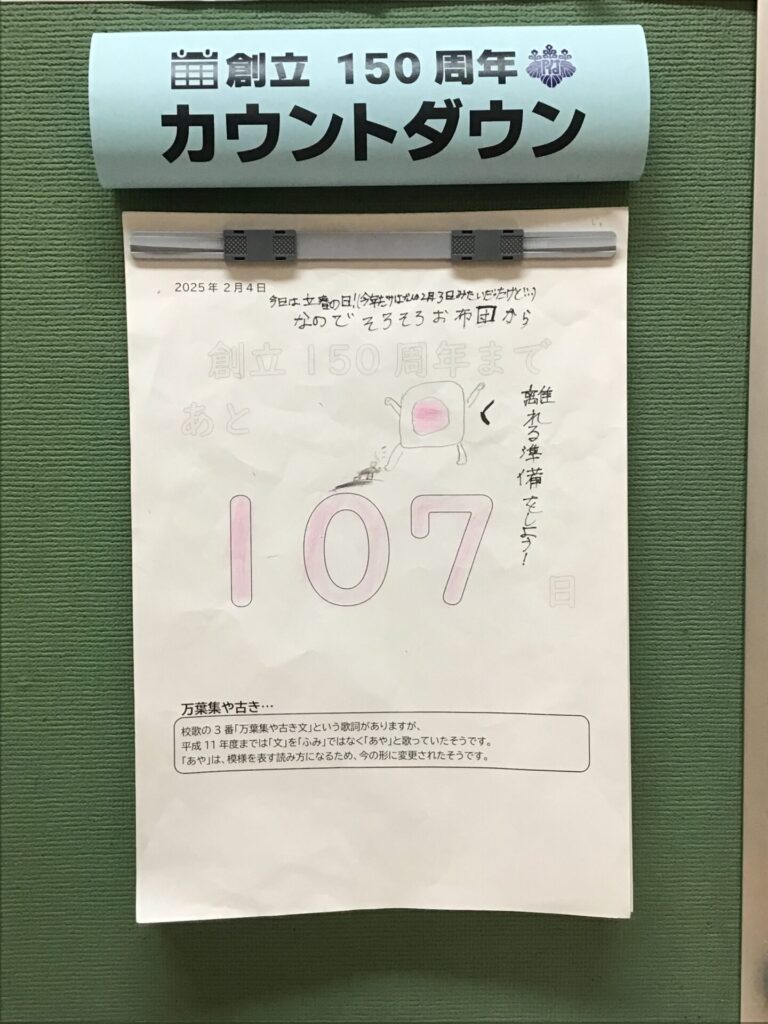 創立 150 周年
カウントダウン
2025 年 2 月 4 日
今日は立春の日!(今年は2月3日みたいだったけど…)
なのでそろそろお布団から
離れる準備をしよう!
創立150周年まで
あと
107
日
万葉集や古き…
校歌の 3 番「万葉集や古き文」という歌詞がありますが、
平成 11 年度までは「文」を「ふみ」ではなく「あや」と歌っていたそうです。
「あや」は、模様を表す読み方になるため、今の形に変更されたそうです。